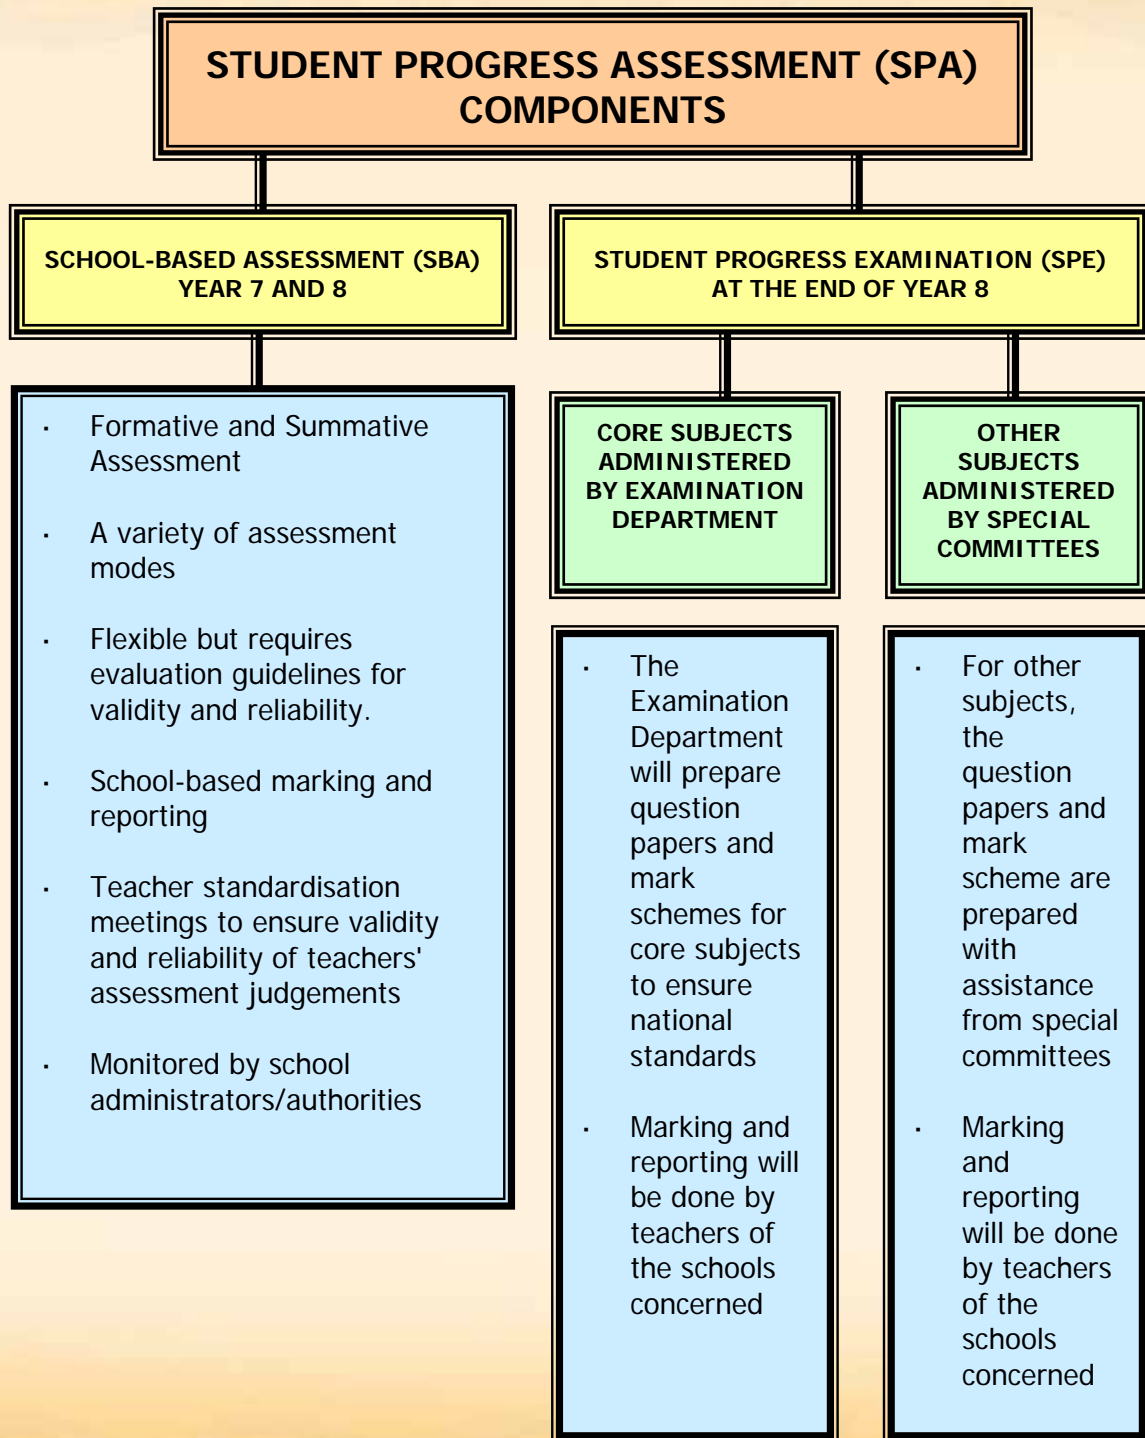 STUDENT PROGRESS ASSESSMENT (SPA)
COMPONENTS
SCHOOL-BASED ASSESSMENT (SBA)
YEAR 7 AND 8
· Formative and Summative
Assessment
· A variety of assessment
modes
· Flexible but requires
evaluation guidelines for
validity and reliability.
· School-based marking and
reporting
· Teacher standardisation
meetings to ensure validity
and reliability of teachers'
assessment judgements
· Monitored by school
administrators/authorities
STUDENT PROGRESS EXAMINATION (SPE)
AT THE END OF YEAR 8
CORE SUBJECTS
ADMINISTERED
BY EXAMINATION
DEPARTMENT
· The
Examination
Department
will prepare
question
papers and
mark
schemes for
core subjects
to ensure
national
standards
· Marking and
reporting will
be done by
teachers of
the schools
concerned
OTHER
SUBJECTS
ADMINISTERED
BY SPECIAL
COMMITTEES
· For other
subjects,
the
question
papers and
mark
scheme are
prepared
with
assistance
from special
committees
· Marking
and
reporting
will be done
by teachers
of the
schools
concerned